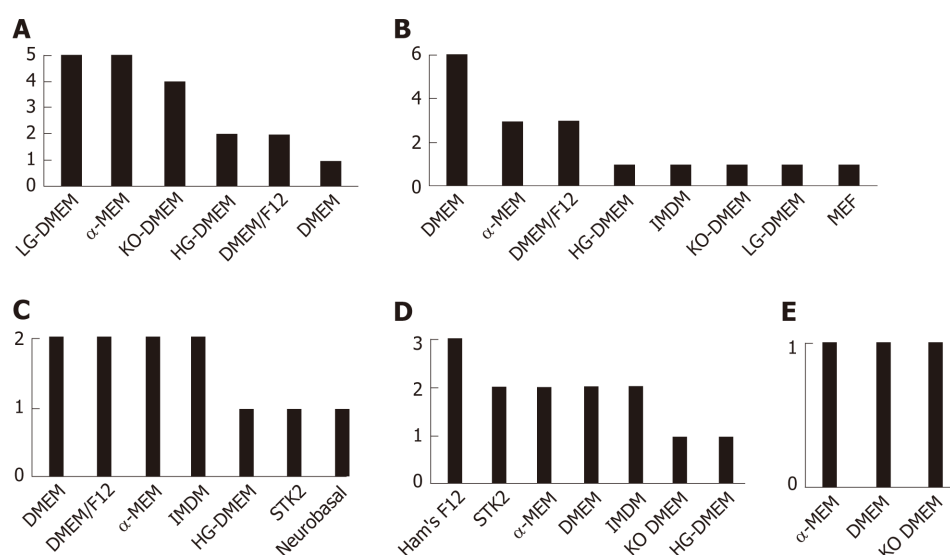 A
5
4
3
2
1
0
LG-DMEM
α-MEM
KO-DMEM
HG-DMEM
DMEM/F12
DMEM
B
6
4
2
0
DMEM
α-MEM
DMEM/F12
HG-DMEM
IMDM
KO-DMEM
LG-DMEM
MEF
C
2
1
0
DMEM
DMEM/F12
α-MEM
IMDM
HG-DMEM
STK2
Neurobasal
D
3
2
1
0
Ham's F12
STK2
α-MEM
DMEM
IMDM
KO DMEM
HG-DMEM
E
1
0
α-MEM
DMEM
KO DMEM